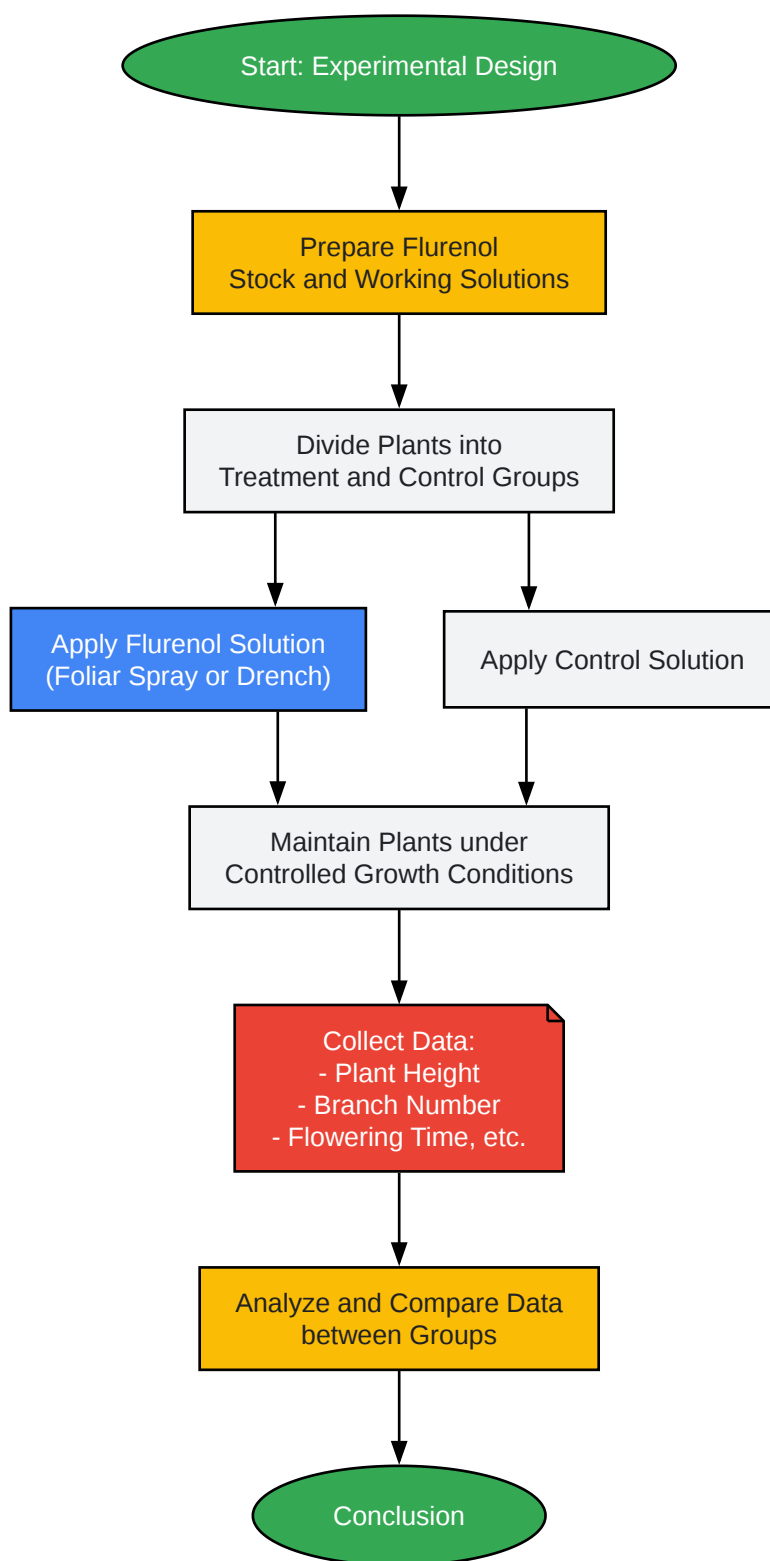 Start: Experimental Design
Prepare Flurenol
Stock and Working Solutions
Divide Plants into
Treatment and Control Groups
Apply Flurenol Solution
(Foliar Spray or Drench)
Apply Control Solution
Maintain Plants under
Controlled Growth Conditions
Collect Data:
- Plant Height
- Branch Number
- Flowering Time, etc.
Analyze and Compare Data
between Groups
Conclusion